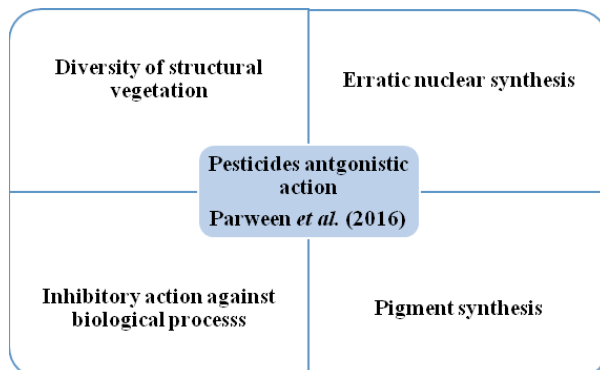 Diversity of structural
vegetation
Erratic nuclear synthesis
Pesticides antgonistic
action
Parween et al. (2016)
Inhibitory action against
biological processs
Pigment synthesis